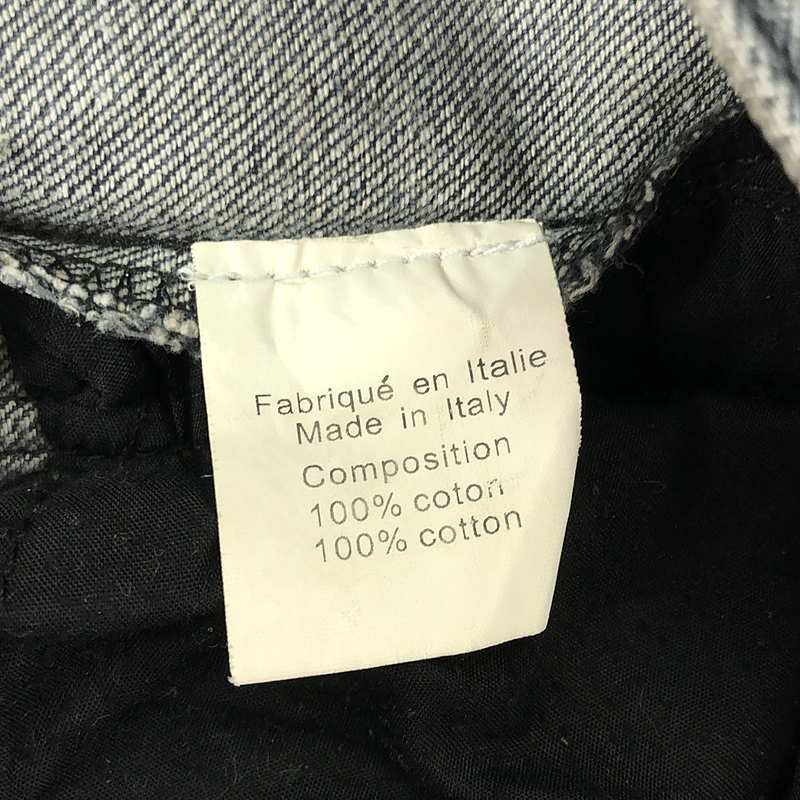 Fabriqué en Italie
Made in Italy
Composition
100% coton
100% cotton